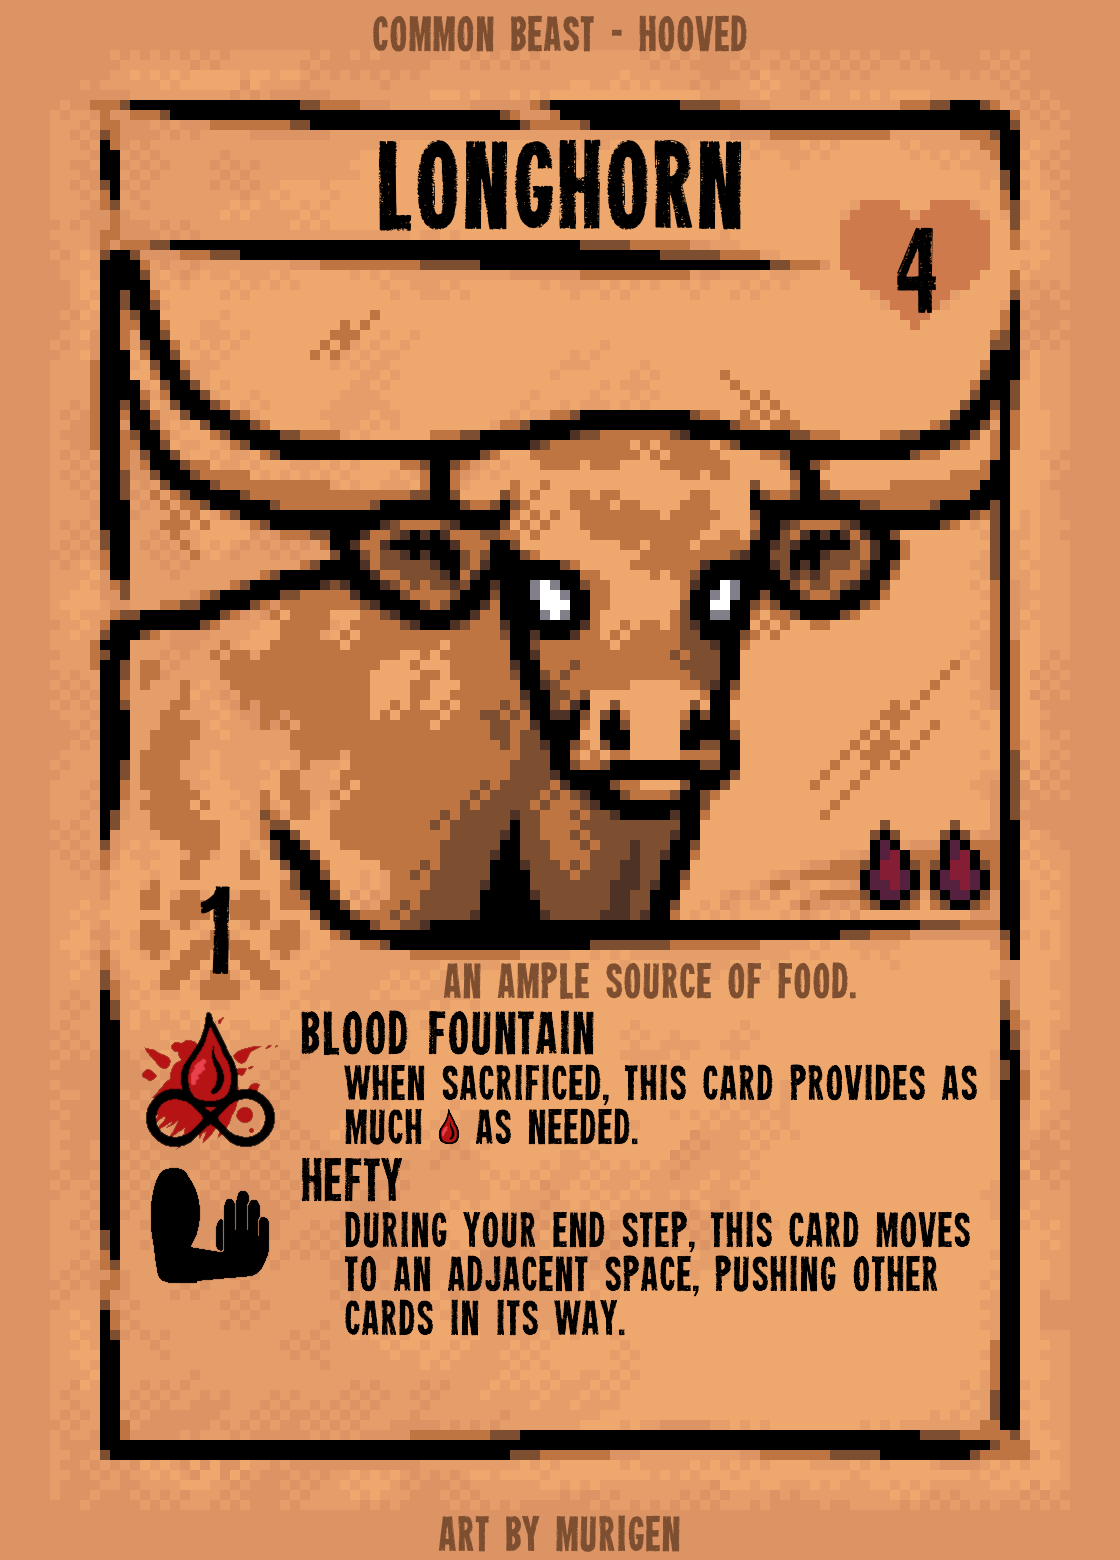 COMMON BEAST - HOOVED
LONGHORN
4
1
AN AMPLE SOURCE OF FOOD.
BLOOD FOUNTAIN
WHEN SACRIFICED, THIS CARD PROVIDES AS
MUCH AS NEEDED.
HEFTY
DURING YOUR END STEP, THIS CARD MOVES
TO AN ADJACENT SPACE, PUSHING OTHER
CARDS IN ITS WAY.
ART BY MURIGEN